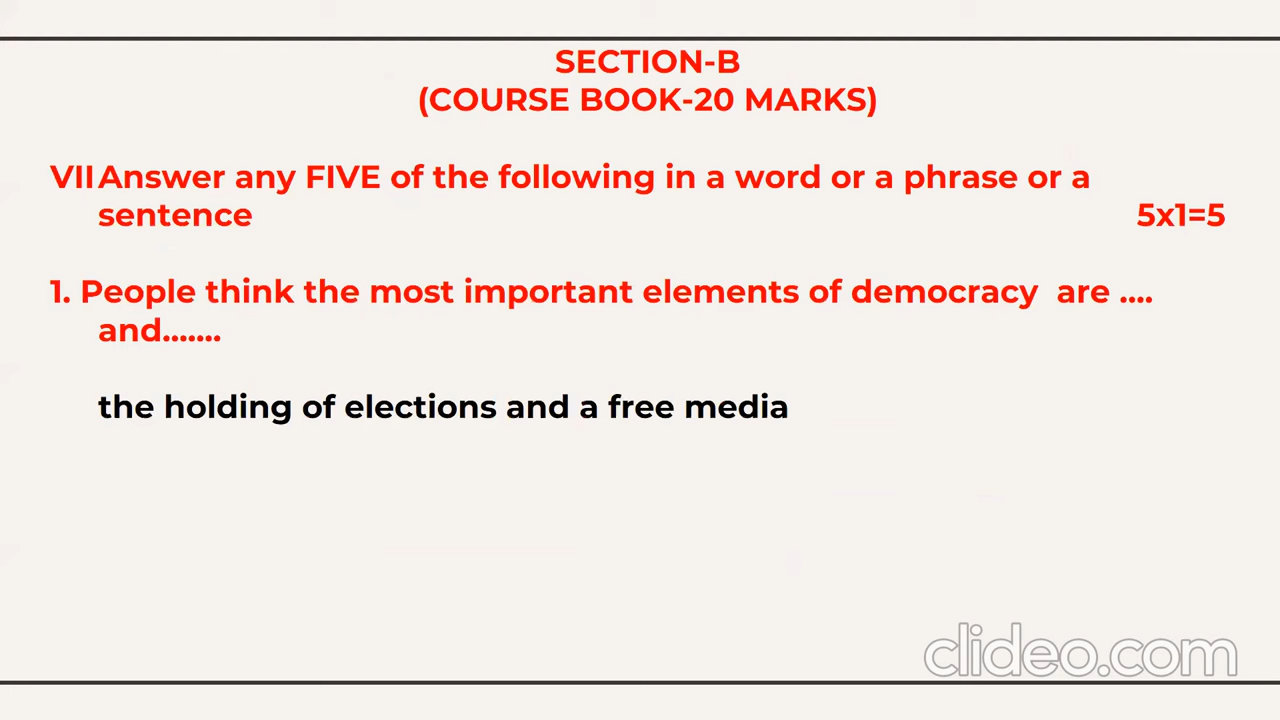 SECTION-B
(COURSE BOOK-20 MARKS)
VII Answer any FIVE of the following in a word or a phrase or a
sentence 5x1=5
1. People think the most important elements of democracy are ....
and.......
the holding of elections and a free media
clideo.com